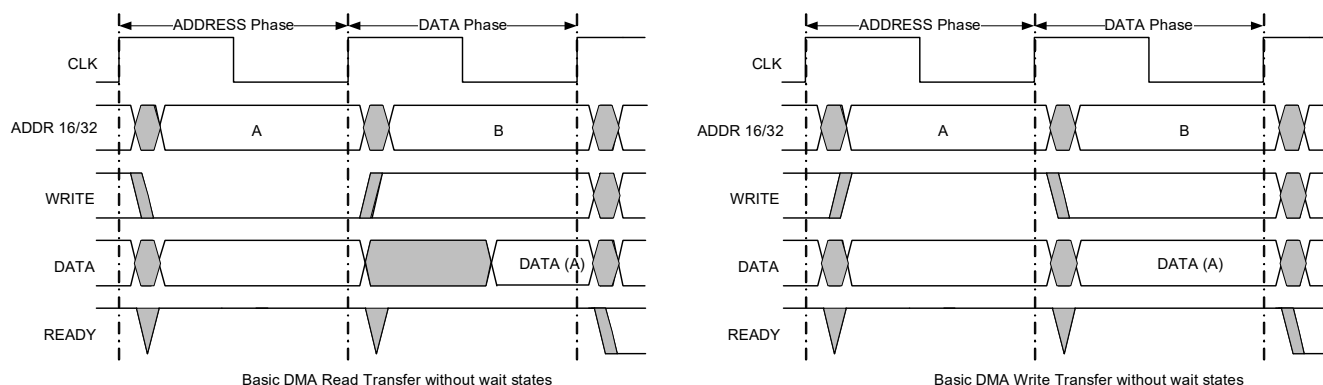 ADDRESS Phase DATA Phase
CLK
ADDR 16/32 A B
WRITE
DATA DATA (A)
READY
Basic DMA Read Transfer without wait states
ADDRESS Phase DATA Phase
CLK
ADDR 16/32 A B
WRITE
DATA DATA (A)
READY
Basic DMA Write Transfer without wait states